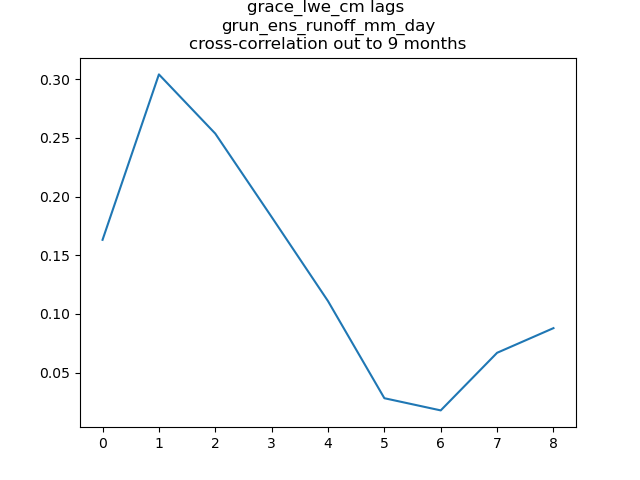 grace_lwe_cm lags
grun_ens_runoff_mm_day
cross-correlation out to 9 months
0.30
0.25
0.20
0.15
0.10
0.05
0 1 2 3 4 5 6 7 8